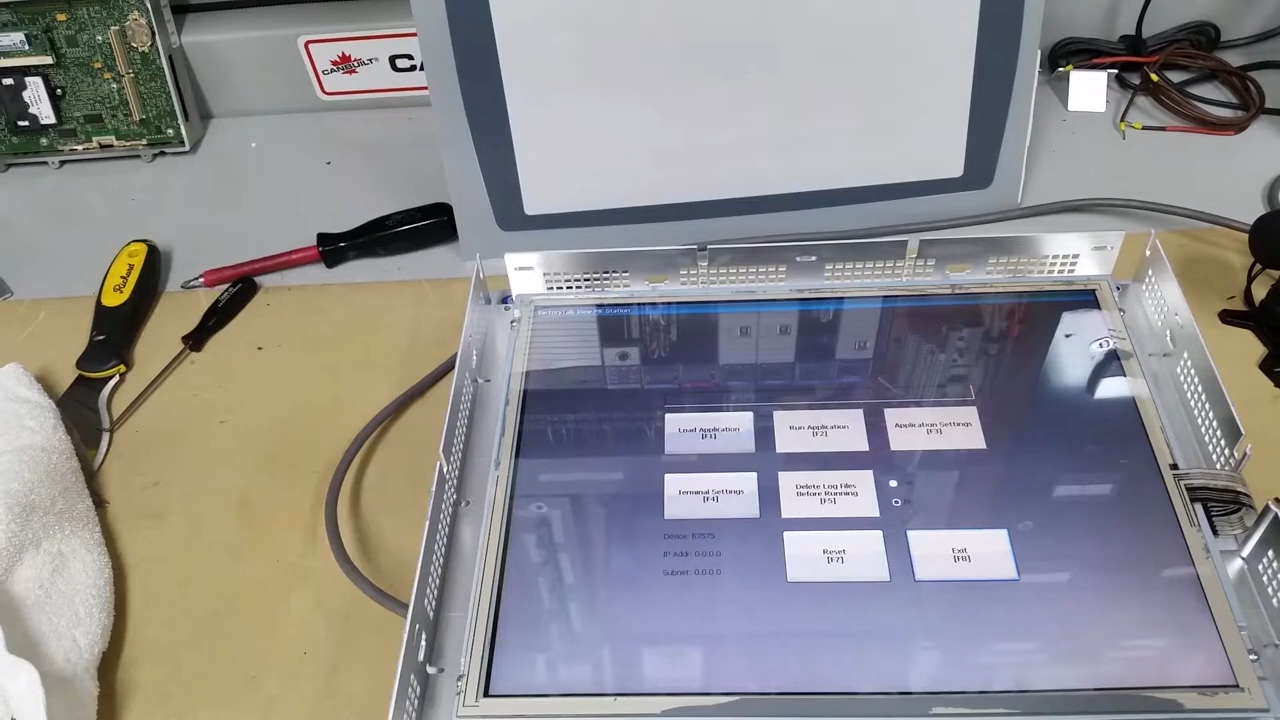 CANBUILT®
FactoryTalk View ME Station
Load Application
[F1]
Run Application
[F2]
Application Settings
[F3]
Terminal Settings
[F4]
Delete Log Files
Before Running
[F5]
Device: 67575
IP Addr: 0.0.0.0
Subnet: 0.0.0.0
Reset
[F7]
Exit
[F8]